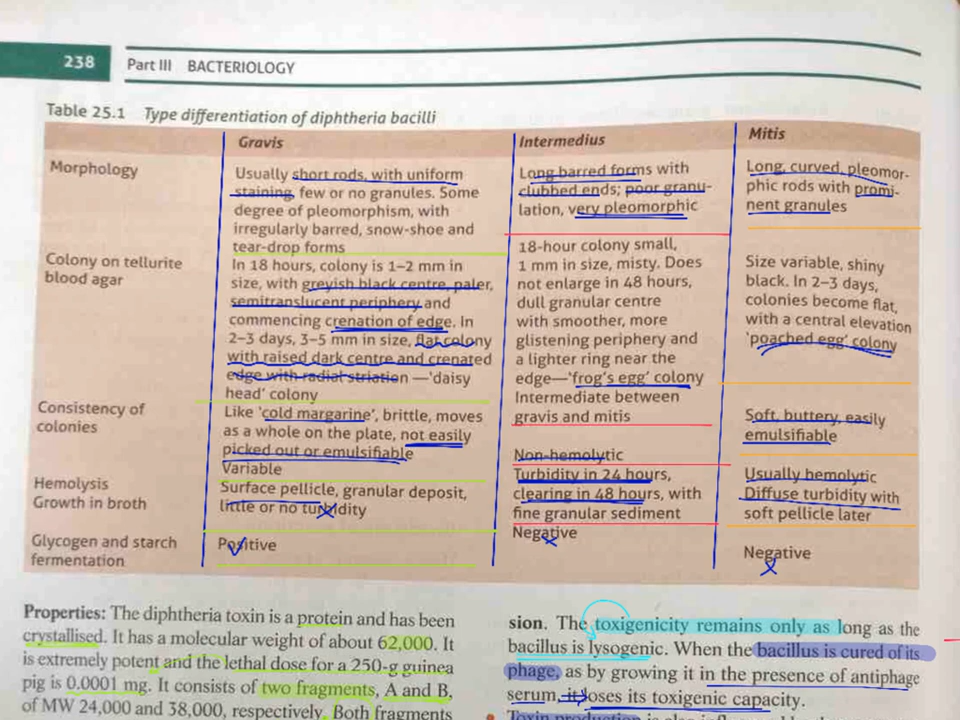 238 Part III BACTERIOLOGY
Table 25.1 Type differentiation of diphtheria bacilli
Gravis Intermedius Mitis
Morphology
Usually short rods, with uniform
staining, few or no granules. Some
degree of pleomorphism, with
irregularly barred, snow-shoe and
tear-drop forms
Long barred forms with
clubbed ends; poor granu-
lation, very pleomorphic
Long, curved, pleomor-
phic rods with promi-
nent granules
Colony on tellurite
blood agar
In 18 hours, colony is 1–2 mm in
size, with greyish black centre, paler,
semitranslucent periphery and
commencing crenation of edge. In
2–3 days, 3–5 mm in size, flat colony
with raised dark centre and crenated
edge with radial striation —'daisy
head' colony
18-hour colony small,
1 mm in size, misty. Does
not enlarge in 48 hours,
dull granular centre
with smoother, more
glistening periphery and
a lighter ring near the
edge—'frog's egg' colony
Size variable, shiny
black. In 2–3 days,
colonies become flat,
with a central elevation
'poached egg' colony
Consistency of
colonies
Like 'cold margarine', brittle, moves
as a whole on the plate, not easily
picked out or emulsifiable
Intermediate between
gravis and mitis
Soft, buttery, easily
emulsifiable
Hemolysis
Variable
Non-hemolytic
Usually hemolytic
Growth in broth
Surface pellicle, granular deposit,
little or no turbidity
Turbidity in 24 hours,
clearing in 48 hours, with
fine granular sediment
Diffuse turbidity with
soft pellicle later
Glycogen and starch
fermentation
Positive
Negative
Negative
Properties: The diphtheria toxin is a protein and has been
crystallised. It has a molecular weight of about 62,000. It
is extremely potent and the lethal dose for a 250-g guinea
pig is 0.0001 mg. It consists of two fragments, A and B,
of MW 24,000 and 38,000, respectively. Both fragments
sion. The toxigenicity remains only as long as the
bacillus is lysogenic. When the bacillus is cured of its
phage, as by growing it in the presence of antiphage
serum, it loses its toxigenic capacity.
Toxin production is also influenced by